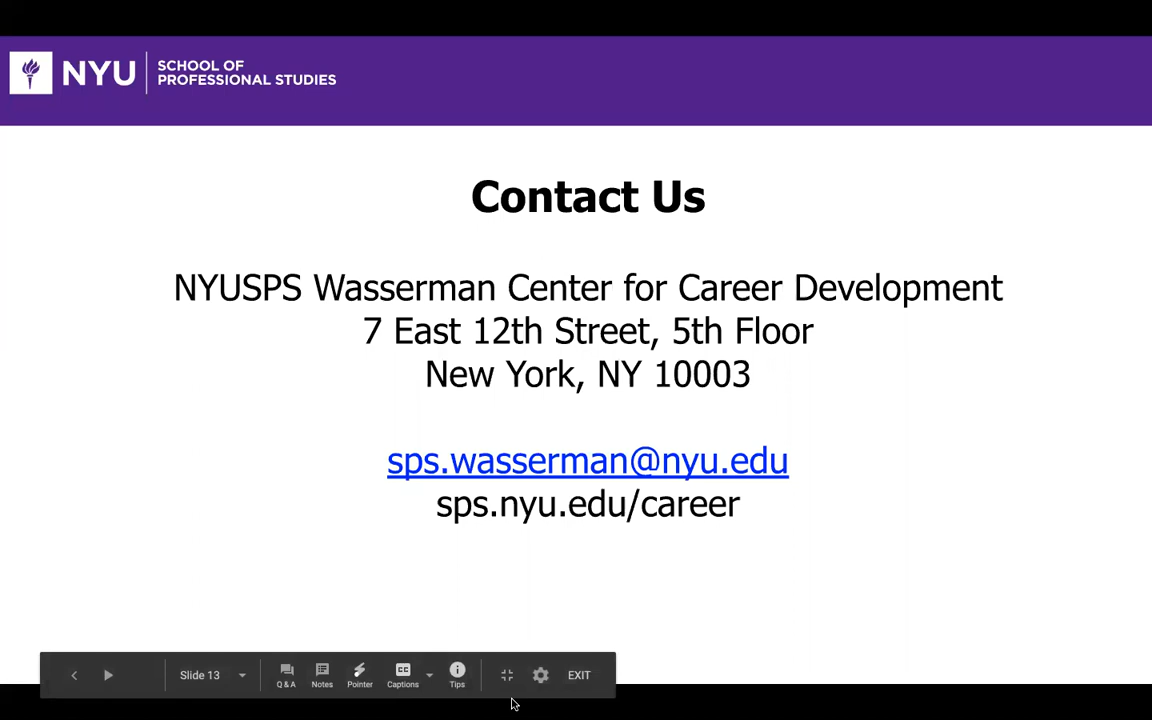 NYU
SCHOOL OF
PROFESSIONAL STUDIES
Contact Us
NYUSPS Wasserman Center for Career Development
7 East 12th Street, 5th Floor
New York, NY 10003
sps.wasserman@nyu.edu
sps.nyu.edu/career
Slide 13
Q & A
Notes
Pointer
CC
Captions
Tips
EXIT